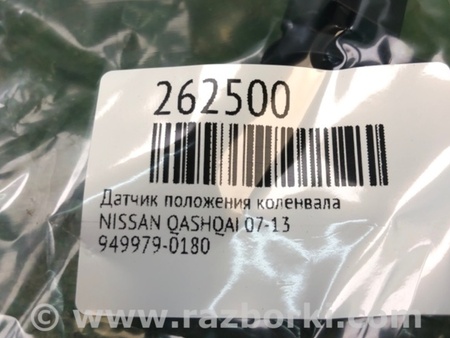 262500
Датчик положения коленвала
NISSAN QASHQAI 07-13
949979-0180
© www.razborki.com